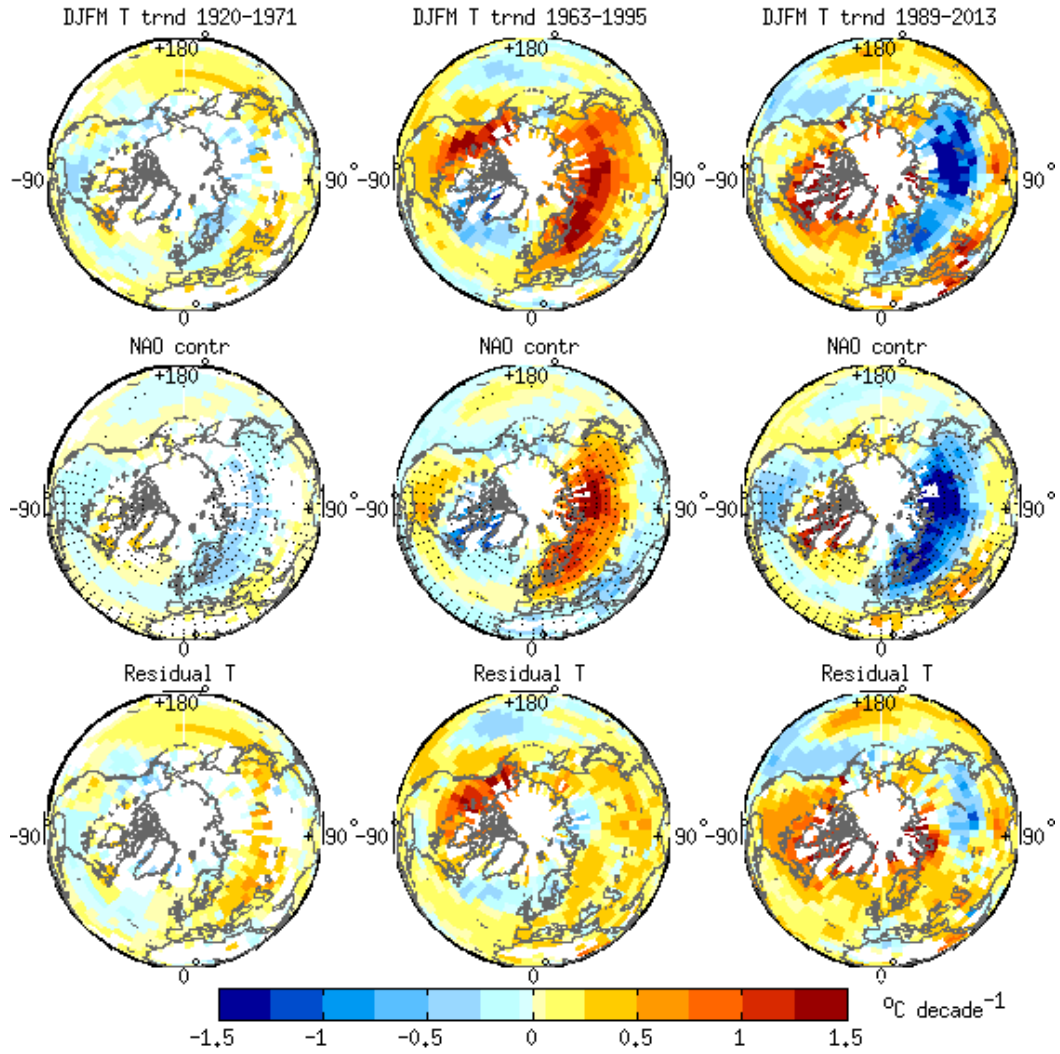 DJFM T trnd 1920-1971 DJFM T trnd 1963-1995 DJFM T trnd 1989-2013
+180° +180° +180°
-90 90° -90 90° -90 90°
0° 0° 0°
NAO contr NAO contr NAO contr
+180° +180° +180°
-90 90° -90 90° -90 90°
0° 0° 0°
Residual T Residual T Residual T
+180° +180° +180°
-90 90° -90 90° -90 90°
0° 0° 0°
-1.5 -1 -0.5 0 0.5 1 1.5 °C decade⁻¹